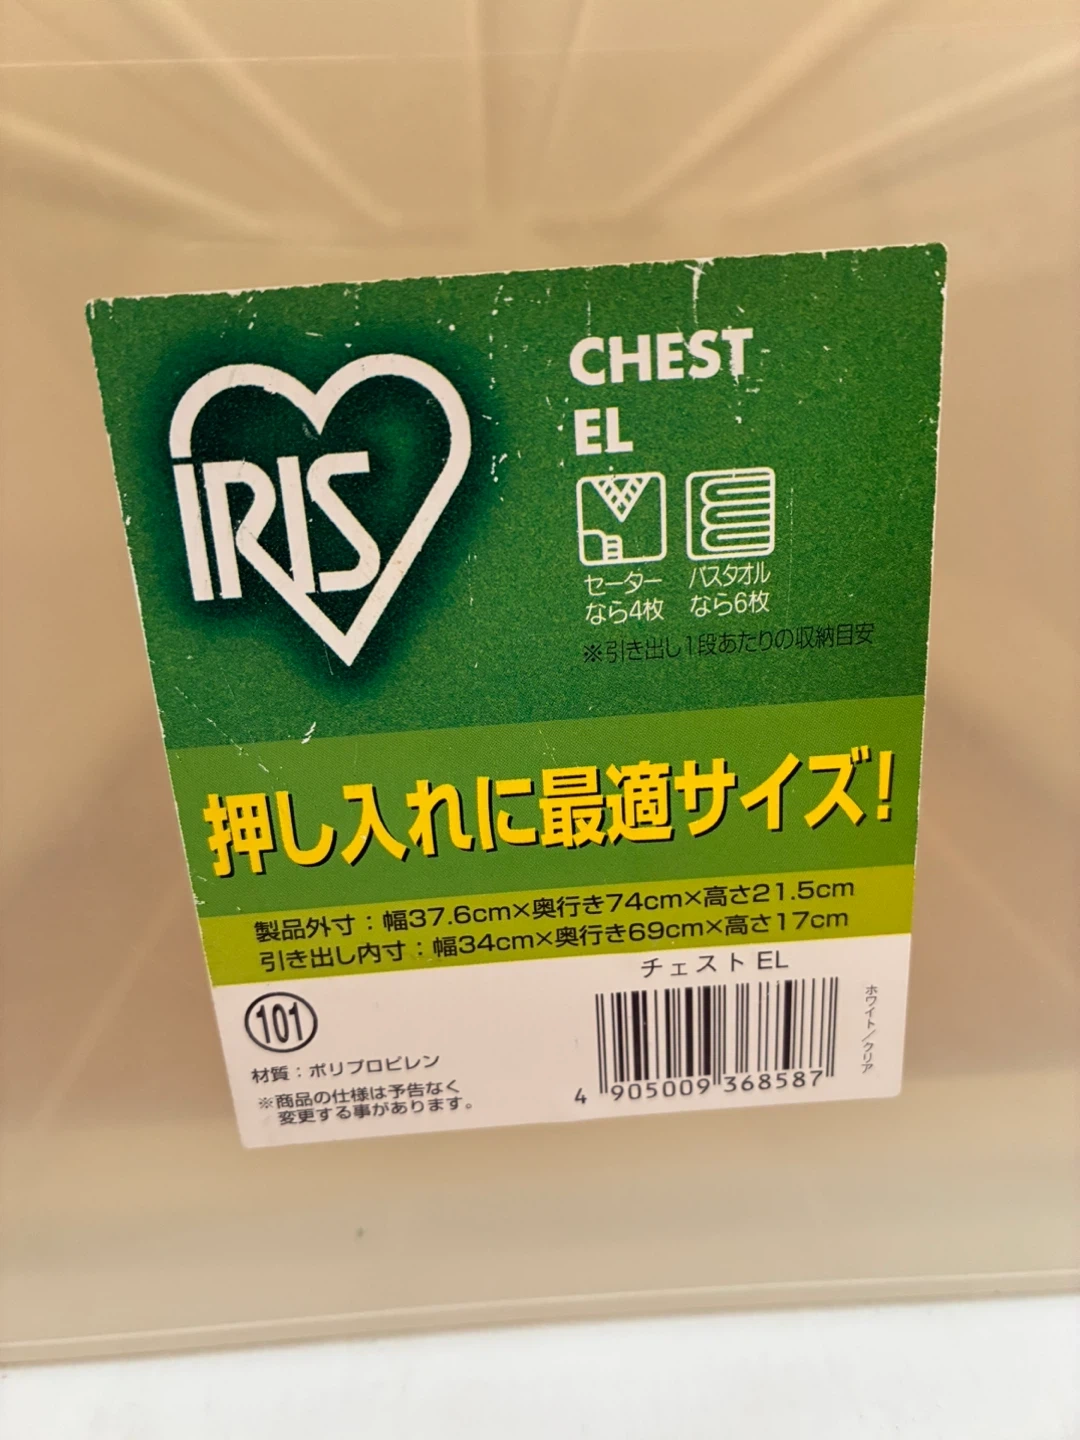 IRIS
CHEST
EL
セーター
なら4枚
バスタオル
なら6枚
※引き出し1段あたりの収納目安
押し入れに最適サイズ!
製品外寸：幅37.6cm×奥行き74cm×高さ21.5cm
引き出し内寸：幅34cm×奥行き69cm×高さ17cm
チェスト EL
101
材質：ポリプロピレン
※商品の仕様は予告なく
変更する事があります。
4 905009 368587
ホワイト/クリア